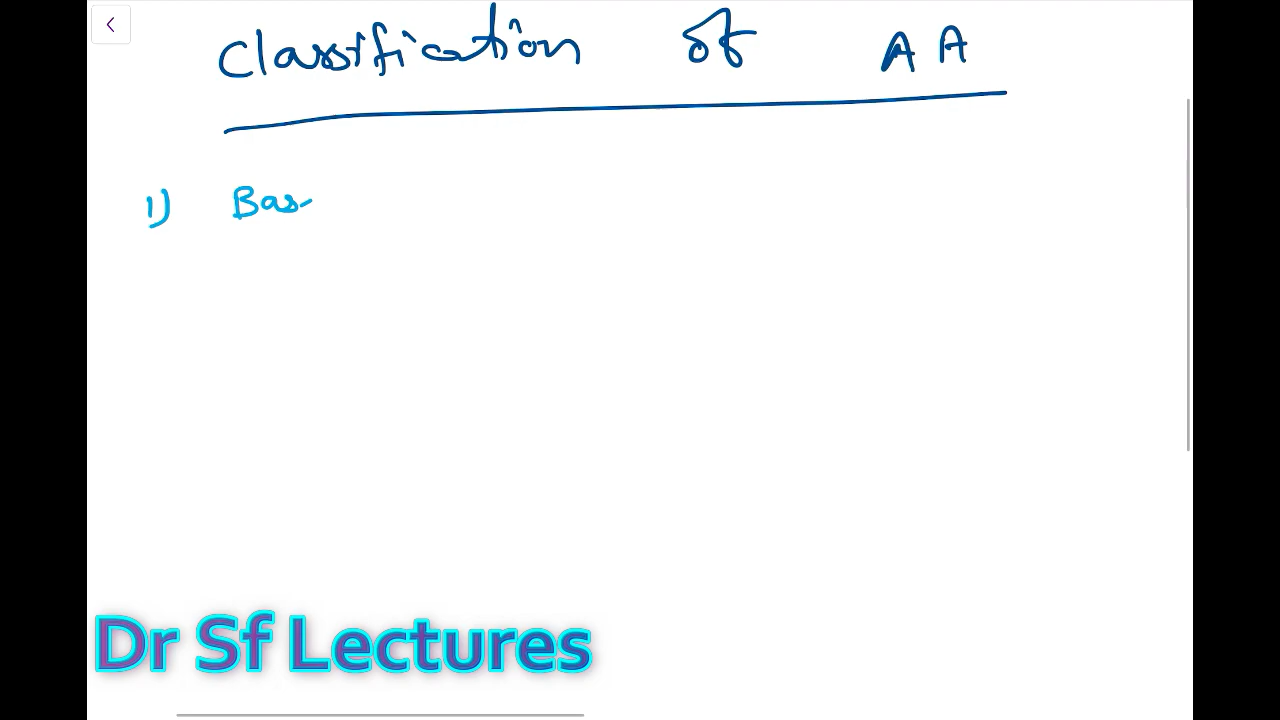 classification of AA
1) Bas
Dr Sf Lectures